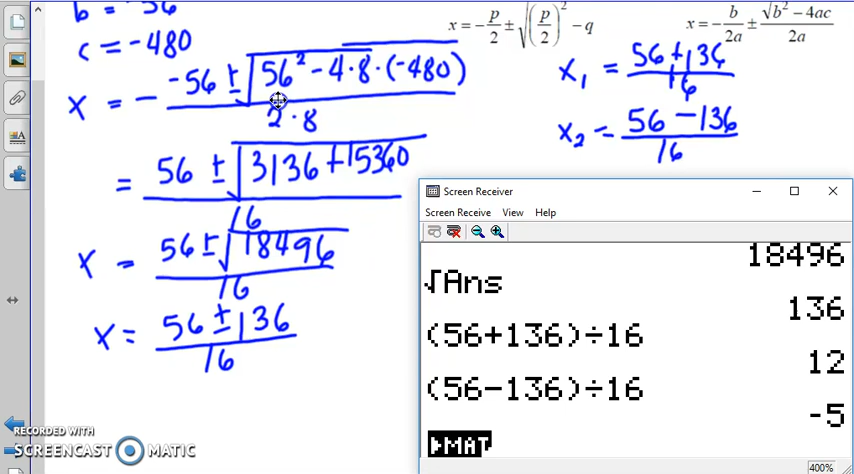 b = -56
c = -480
x = -p/2 ± √((p/2)² - q)
x = -b/2a ± √(b² - 4ac)/2a
x = - (-56 ± √(56² - 4·8·(-480)))/(2·8)
= (56 ± √(3136 + 15360))/16
x = (56 ± √18496)/16
x = (56 ± 136)/16
x₁ = (56 + 136)/16
x₂ = (56 - 136)/16
Screen Receiver
Screen Receive View Help
18496
√Ans
136
(56+136)÷16
12
(56-136)÷16
-5
▶MAT
400%
RECORDED WITH
SCREENCAST MATIC